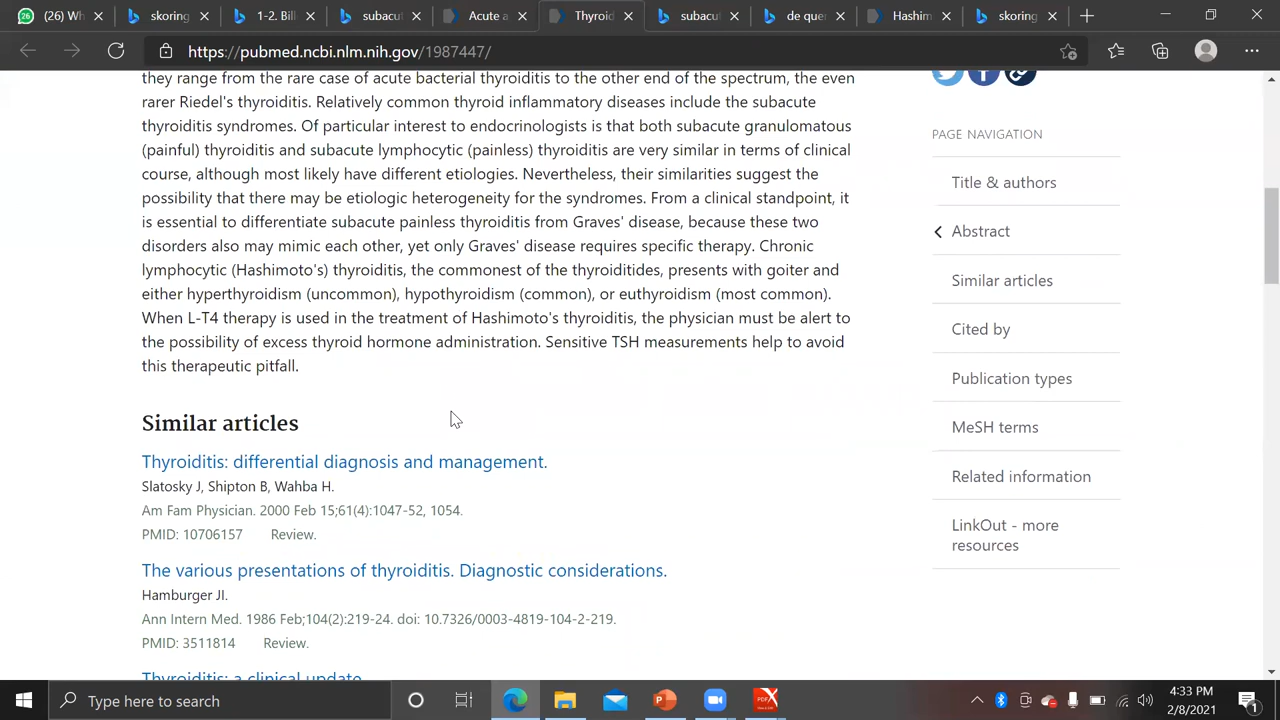 26
(26) Wh
skoring
1-2. Bil
subacut
Acute a
Thyroid
subacut
de quer
Hashim
skoring
https://pubmed.ncbi.nlm.nih.gov/1987447/
they range from the rare case of acute bacterial thyroiditis to the other end of the spectrum, the even
rarer Riedel's thyroiditis. Relatively common thyroid inflammatory diseases include the subacute
thyroiditis syndromes. Of particular interest to endocrinologists is that both subacute granulomatous
(painful) thyroiditis and subacute lymphocytic (painless) thyroiditis are very similar in terms of clinical
course, although most likely have different etiologies. Nevertheless, their similarities suggest the
possibility that there may be etiologic heterogeneity for the syndromes. From a clinical standpoint, it
is essential to differentiate subacute painless thyroiditis from Graves' disease, because these two
disorders also may mimic each other, yet only Graves' disease requires specific therapy. Chronic
lymphocytic (Hashimoto's) thyroiditis, the commonest of the thyroiditides, presents with goiter and
either hyperthyroidism (uncommon), hypothyroidism (common), or euthyroidism (most common).
When L-T4 therapy is used in the treatment of Hashimoto's thyroiditis, the physician must be alert to
the possibility of excess thyroid hormone administration. Sensitive TSH measurements help to avoid
this therapeutic pitfall.
Similar articles
Thyroiditis: differential diagnosis and management.
Slatosky J, Shipton B, Wahba H.
Am Fam Physician. 2000 Feb 15;61(4):1047-52, 1054.
PMID: 10706157 Review.
The various presentations of thyroiditis. Diagnostic considerations.
Hamburger JI.
Ann Intern Med. 1986 Feb;104(2):219-24. doi: 10.7326/0003-4819-104-2-219.
PMID: 3511814 Review.
Thyroiditis: a clinical update
PAGE NAVIGATION
Title & authors
Abstract
Similar articles
Cited by
Publication types
MeSH terms
Related information
LinkOut - more
resources
Type here to search
4:33 PM
2/8/2021
1